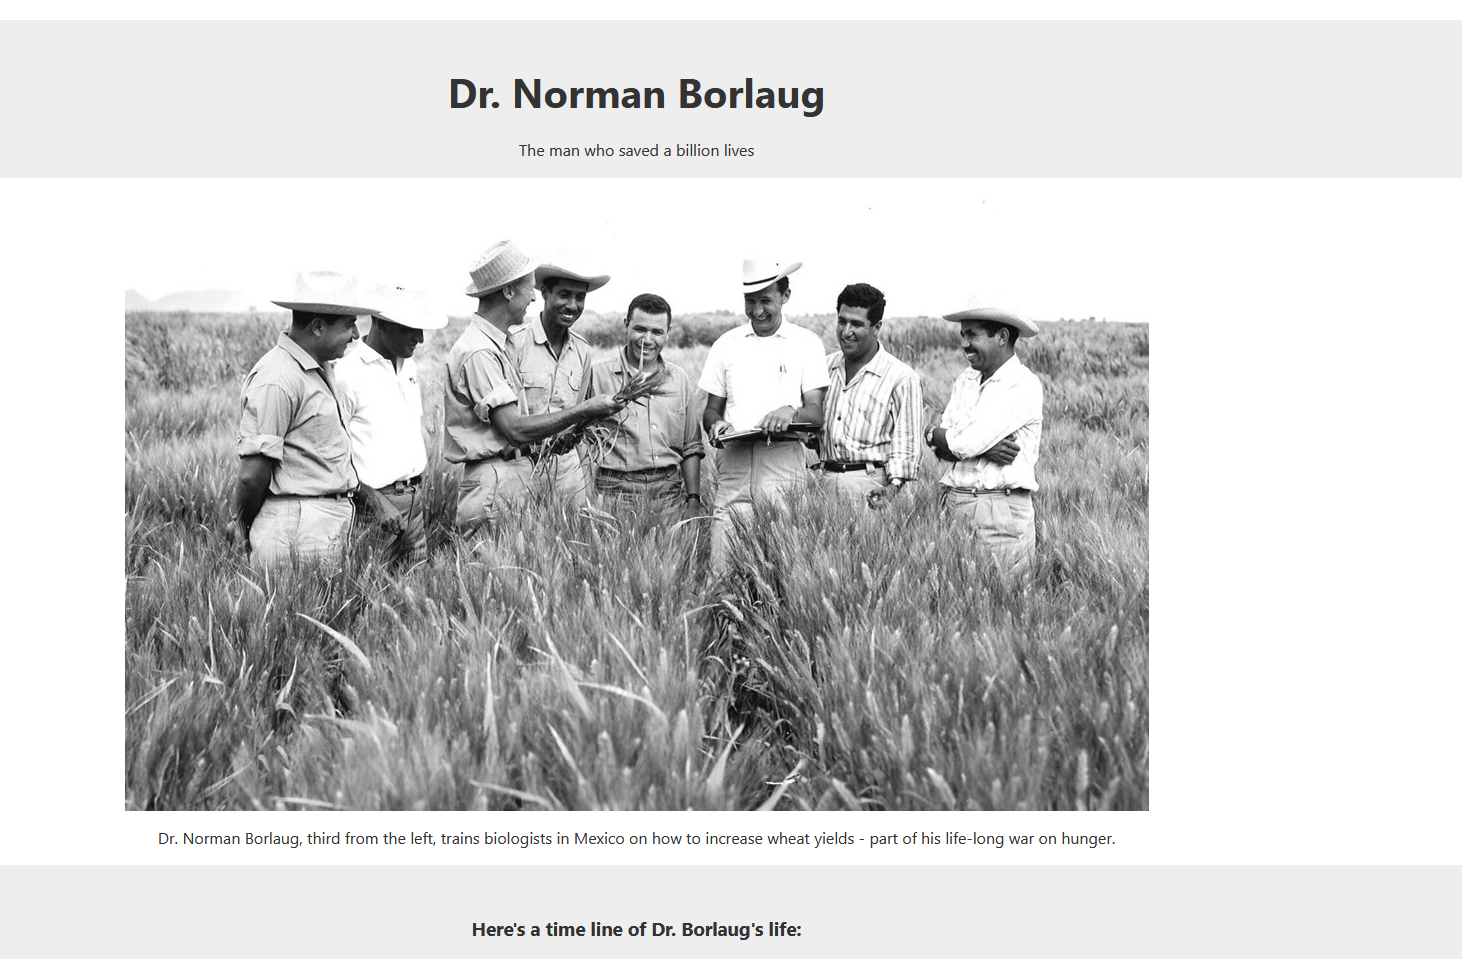 Dr. Norman Borlaug
The man who saved a billion lives
Dr. Norman Borlaug, third from the left, trains biologists in Mexico on how to increase wheat yields - part of his life-long war on hunger.
Here's a time line of Dr. Borlaug's life: